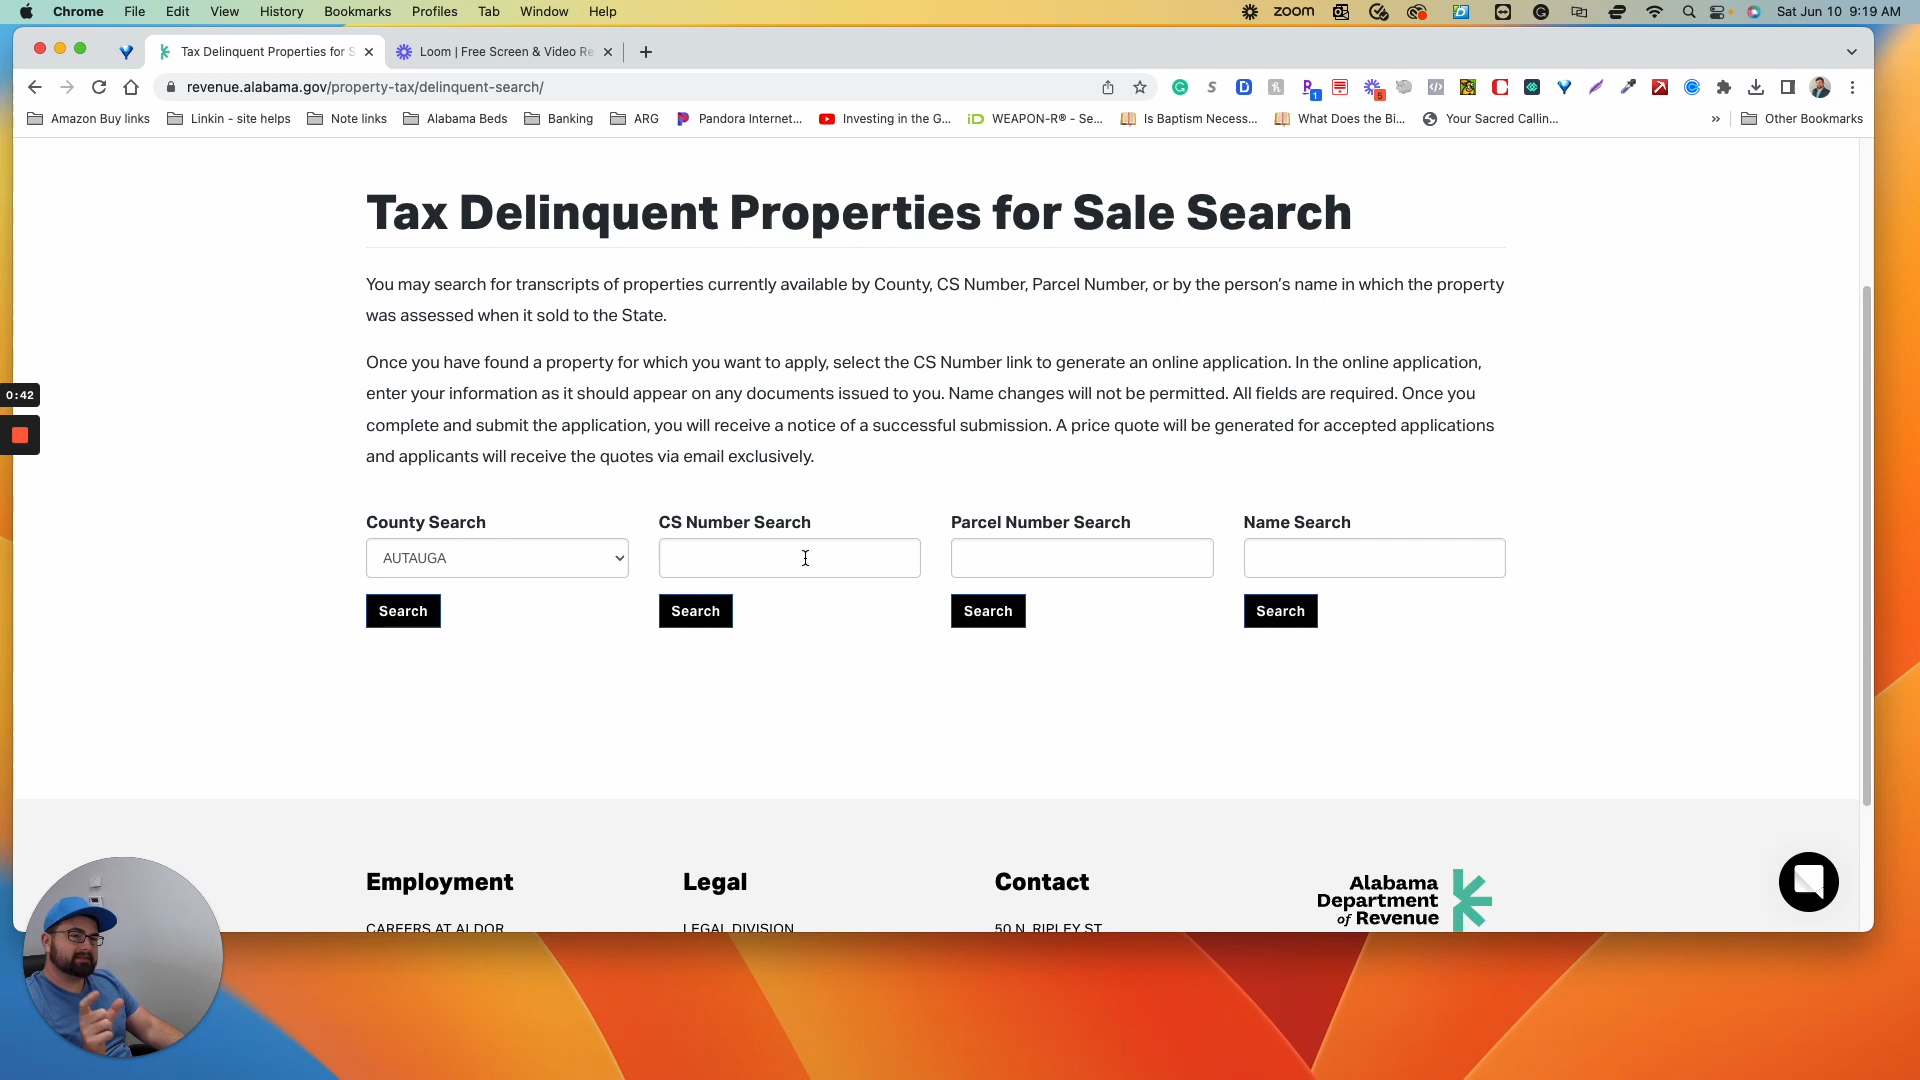 Chrome File Edit View History Bookmarks Profiles Tab Window Help zoom Sat Jun 10 9:19 AM
Tax Delinquent Properties for S Loom | Free Screen & Video Re
revenue.alabama.gov/property-tax/delinquent-search/
Amazon Buy links Linkin - site helps Note links Alabama Beds Banking ARG Pandora Internet... Investing in the G... WEAPON-R® - Se... Is Baptism Necess... What Does the Bi... Your Sacred Callin... » Other Bookmarks
Tax Delinquent Properties for Sale Search
You may search for transcripts of properties currently available by County, CS Number, Parcel Number, or by the person's name in which the property
was assessed when it sold to the State.
Once you have found a property for which you want to apply, select the CS Number link to generate an online application. In the online application,
enter your information as it should appear on any documents issued to you. Name changes will not be permitted. All fields are required. Once you
complete and submit the application, you will receive a notice of a successful submission. A price quote will be generated for accepted applications
and applicants will receive the quotes via email exclusively.
0:42
County Search CS Number Search Parcel Number Search Name Search
AUTAUGA
Search Search Search Search
Employment Legal Contact
Alabama
Department
of Revenue
CAREERS AT ALDOR LEGAL DIVISION 50 N. RIPLEY ST